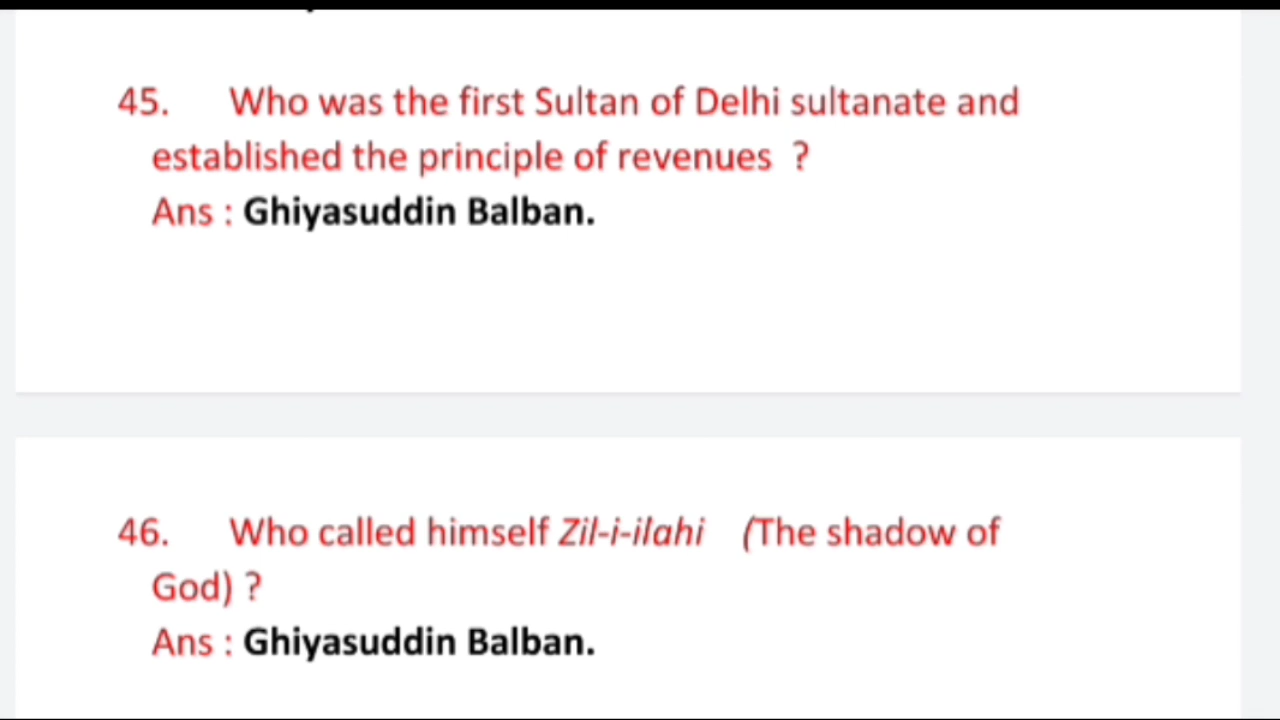 45. Who was the first Sultan of Delhi sultanate and
established the principle of revenues ?
Ans : Ghiyasuddin Balban.
46. Who called himself Zil-i-ilahi (The shadow of
God) ?
Ans : Ghiyasuddin Balban.